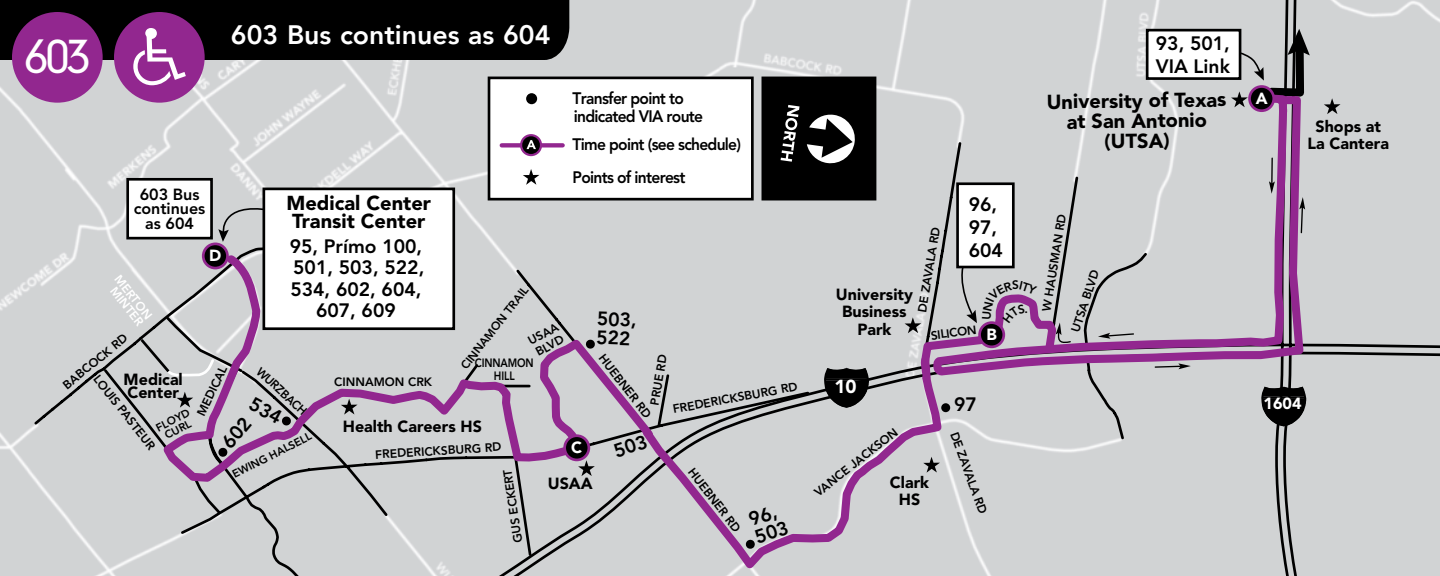 603
603 Bus continues as 604
Transfer point to
indicated VIA route
A
Time point (see schedule)
Points of interest
NORTH
93, 501,
VIA Link
A
University of Texas
at San Antonio
(UTSA)
Shops at
La Cantera
BABCOCK RD
JOHN WAYNE
MERKENS
NEWCOME DR
MERTON
MINTER
603 Bus
continues
as 604
D
Medical Center
Transit Center
95, Prímo 100,
501, 503, 522,
534, 602, 604,
607, 609
96,
97,
604
DE ZAVALA RD
W HAUSMAN RD
UTSA BLVD
UNIVERSITY
HTS.
SILICON
B
University
Business
Park
CINNAMON TRAIL
USAA
BLVD
503,
522
HUEBNER RD
PRUE RD
FREDERICKSBURG RD
10
1604
BABCOCK RD
LOUIS PASTEUR
Medical
Center
FLOYD
CURL
MEDICAL
WURZBACH
534
602
EWING HALSELL
CINNAMON CRK
CINNAMON
HILL
Health Careers HS
FREDERICKSBURG RD
GUS ECKERT
C
USAA
503
HUEBNER RD
96,
503
VANCE JACKSON
97
DE ZAVALA RD
Clark
HS